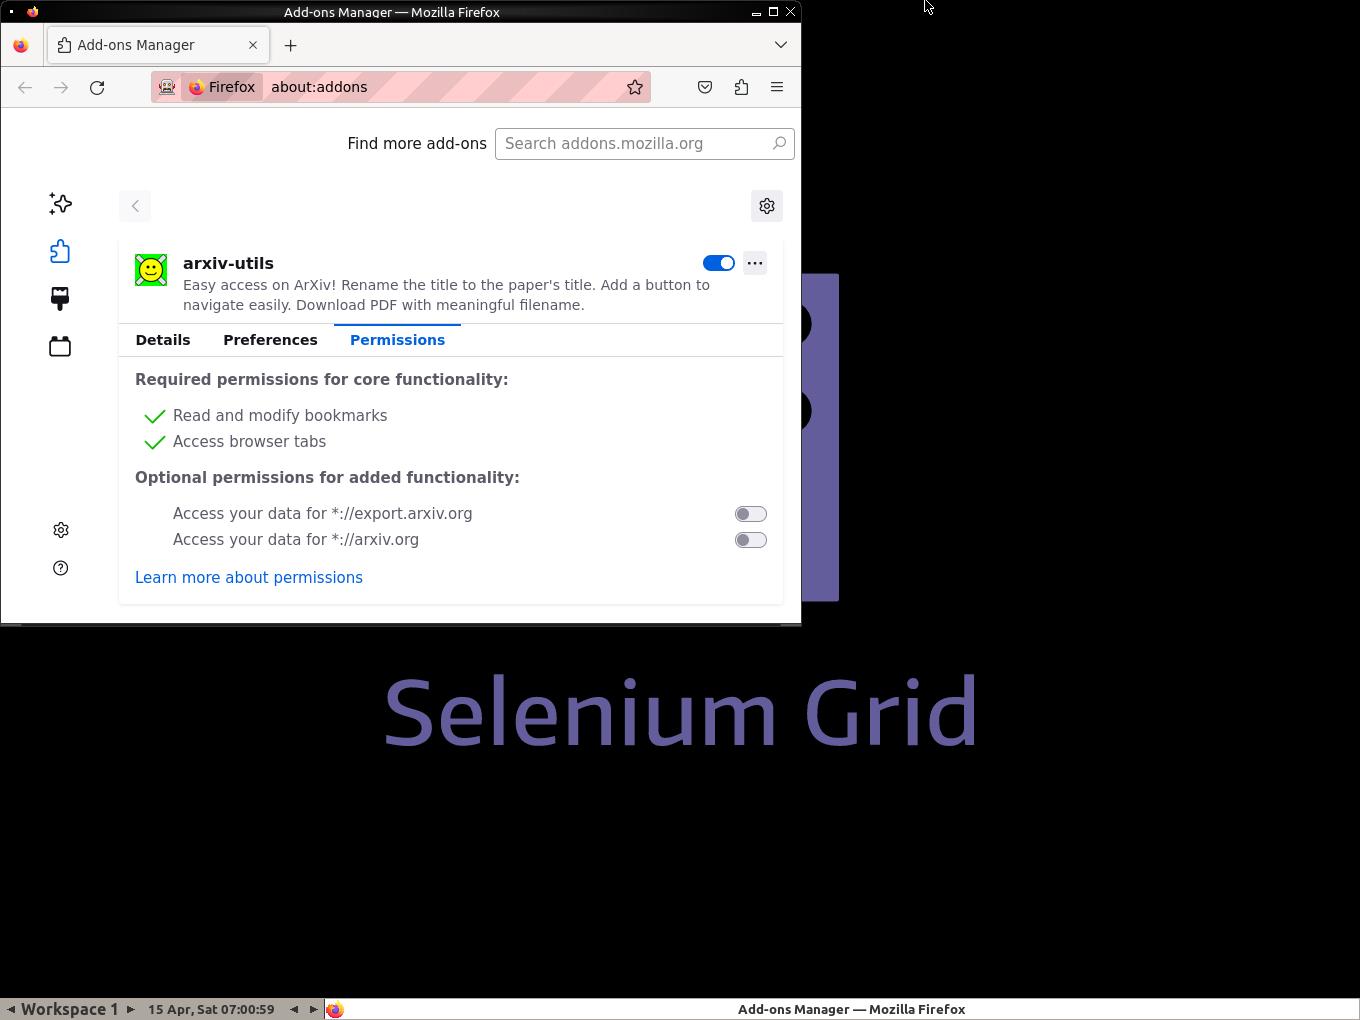 Add-ons Manager — Mozilla Firefox
Add-ons Manager
Firefox
about:addons
Find more add-ons
Search addons.mozilla.org
arxiv-utils
Easy access on ArXiv! Rename the title to the paper's title. Add a button to
navigate easily. Download PDF with meaningful filename.
Details
Preferences
Permissions
Required permissions for core functionality:
Read and modify bookmarks
Access browser tabs
Optional permissions for added functionality:
Access your data for *://export.arxiv.org
Access your data for *://arxiv.org
Learn more about permissions
Selenium Grid
Workspace 1
15 Apr, Sat 07:00:59
Add-ons Manager — Mozilla Firefox